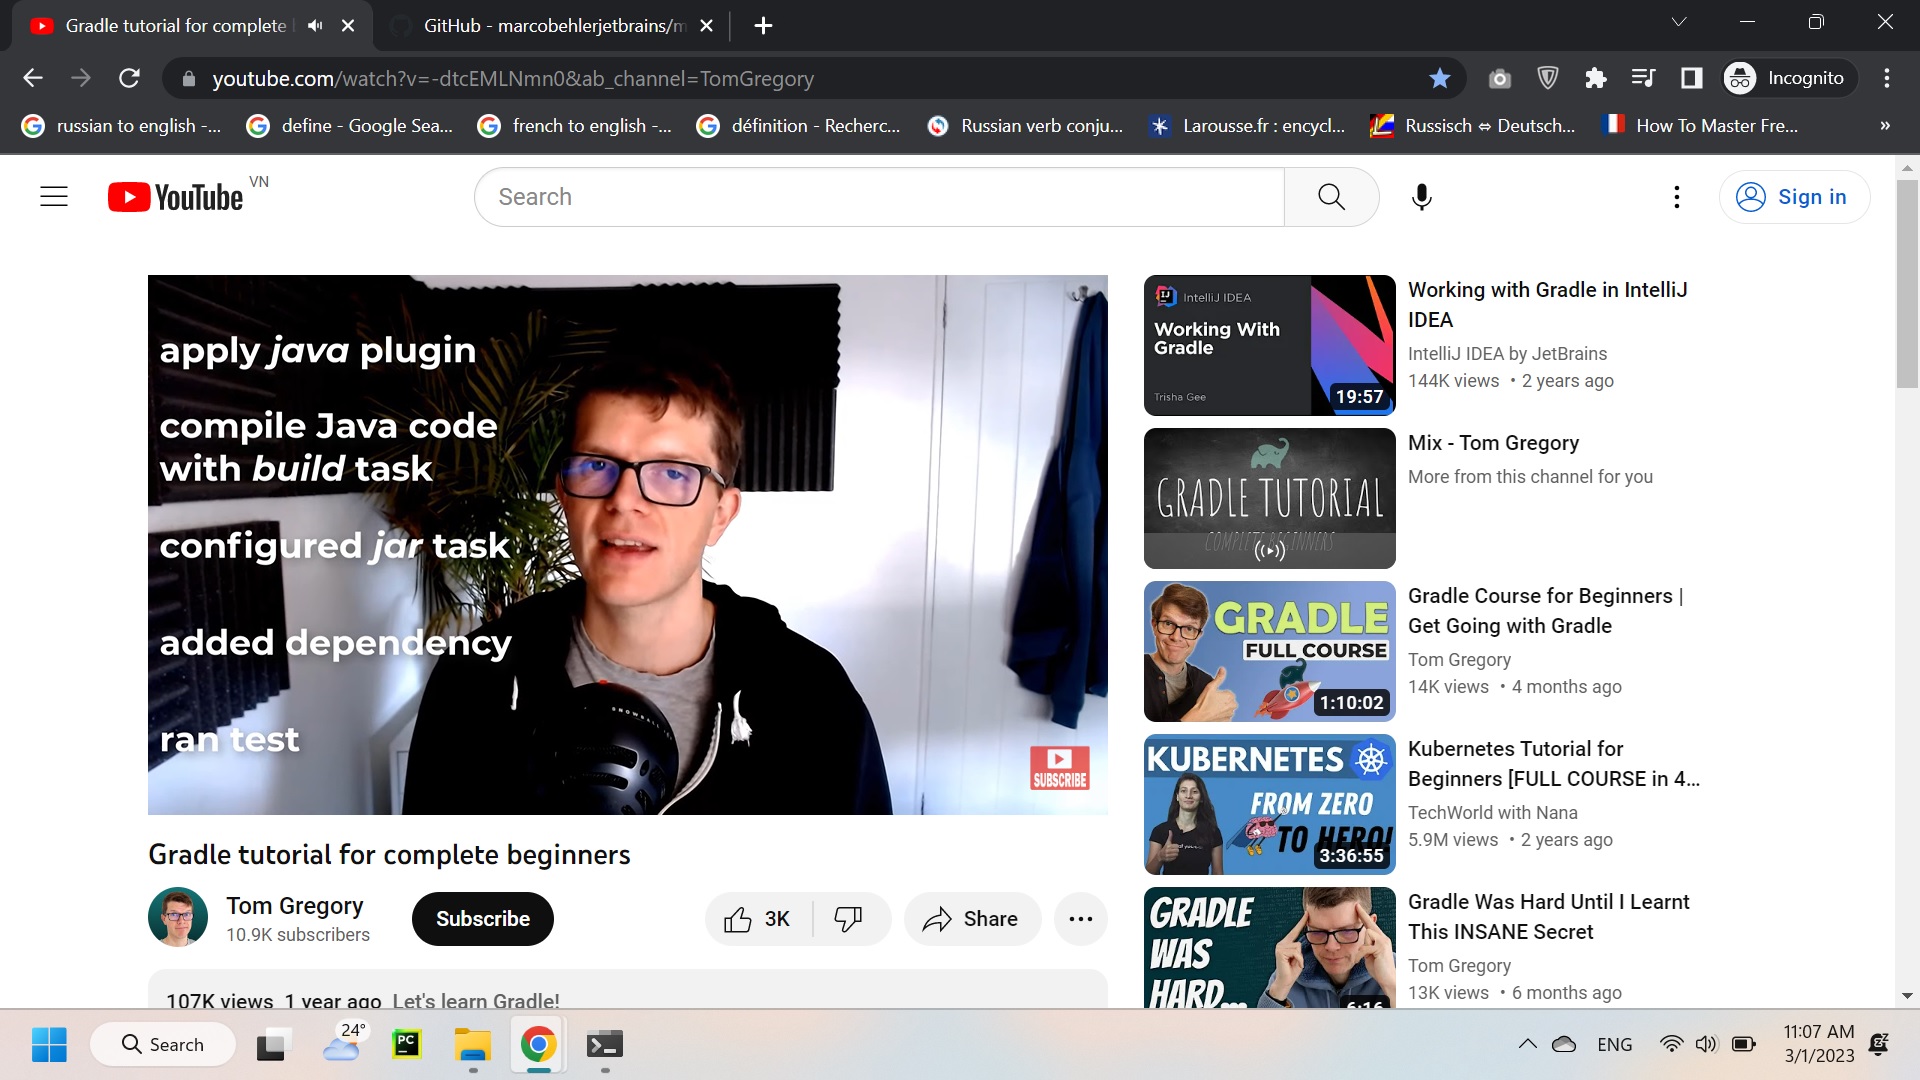 Gradle tutorial for complete
GitHub - marcobehlerjetbrains/m
youtube.com/watch?v=-dtcEMLNmn0&ab_channel=TomGregory
Incognito
russian to english -...
define - Google Sea...
french to english -...
définition - Recherc...
Russian verb conju...
Larousse.fr : encycl...
Russisch ⇔ Deutsch...
How To Master Fre...
»
YouTube VN
Search
Sign in
apply java plugin
compile Java code
with build task
configured jar task
added dependency
ran test
SNOWBALL
SUBSCRIBE
Gradle tutorial for complete beginners
Tom Gregory
10.9K subscribers
Subscribe
3K
Share
107K views 1 year ago Let's learn Gradle!
IntelliJ IDEA
Working With
Gradle
Trisha Gee
19:57
Working with Gradle in IntelliJ
IDEA
IntelliJ IDEA by JetBrains
144K views • 2 years ago
GRADLE TUTORIAL
COMPLETE BEGINNERS
Mix - Tom Gregory
More from this channel for you
GRADLE
FULL COURSE
1:10:02
Gradle Course for Beginners |
Get Going with Gradle
Tom Gregory
14K views • 4 months ago
KUBERNETES
FROM ZERO
TO HERO!
3:36:55
Kubernetes Tutorial for
Beginners [FULL COURSE in 4...
TechWorld with Nana
5.9M views • 2 years ago
GRADLE
WAS
HARD...
6:16
Gradle Was Hard Until I Learnt
This INSANE Secret
Tom Gregory
13K views • 6 months ago
Search
24°
PC
ENG
11:07 AM
3/1/2023